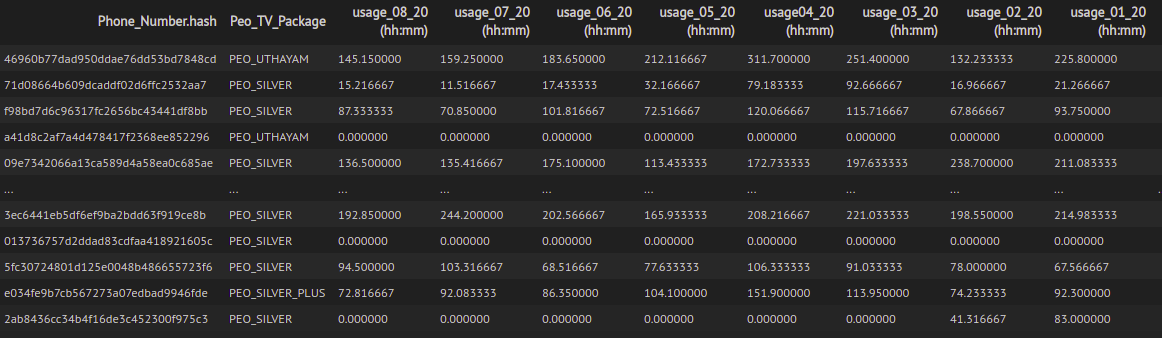 Phone_Number.hash Peo_TV_Package usage_08_20 (hh:mm) usage_07_20 (hh:mm) usage_06_20 (hh:mm) usage_05_20 (hh:mm) usage04_20 (hh:mm) usage_03_20 (hh:mm) usage_02_20 (hh:mm) usage_01_20 (hh:mm)
46960b77dad950ddae76dd53bd7848cd PEO_UTHAYAM 145.150000 159.250000 183.650000 212.116667 311.700000 251.400000 132.233333 225.800000
71d08664b609dcaddf02d6ffc2532aa7 PEO_SILVER 15.216667 11.516667 17.433333 32.166667 79.183333 92.666667 16.966667 21.266667
f98bd7d6c96317fc2656bc43441df8bb PEO_SILVER 87.333333 70.850000 101.816667 72.516667 120.066667 115.716667 67.866667 93.750000
a41d8c2af7a4d478417f2368ee852296 PEO_UTHAYAM 0.000000 0.000000 0.000000 0.000000 0.000000 0.000000 0.000000 0.000000
09e7342066a13ca589d4a58ea0c685ae PEO_SILVER 136.500000 135.416667 175.100000 113.433333 172.733333 197.633333 238.700000 211.083333
... ... ... ... ... ... ... ... ... ...
3ec6441eb5df6ef9ba2bdd63f919ce8b PEO_SILVER 192.850000 244.200000 202.566667 165.933333 208.216667 221.033333 198.550000 214.983333
013736757d2ddad83cdfaa418921605c PEO_SILVER 0.000000 0.000000 0.000000 0.000000 0.000000 0.000000 0.000000 0.000000
5fc30724801d125e0048b486655723f6 PEO_SILVER 94.500000 103.316667 68.516667 77.633333 106.333333 91.033333 78.000000 67.566667
e034fe9b7cb567273a07edbad9946fde PEO_SILVER_PLUS 72.816667 92.083333 86.350000 104.100000 151.900000 113.950000 74.233333 92.300000
2ab8436cc34b4f16de3c452300f975c3 PEO_SILVER 0.000000 0.000000 0.000000 0.000000 0.000000 0.000000 41.316667 83.000000